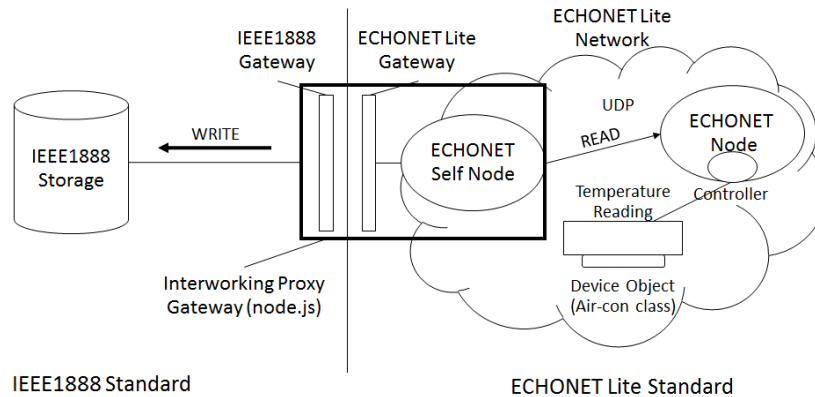 IEEE1888
Gateway
ECHONET Lite
Gateway
ECHONET Lite
Network
UDP
WRITE
READ
IEEE1888
Storage
ECHONET
Self Node
ECHONET
Node
Temperature
Reading
Controller
Interworking Proxy
Gateway (node.js)
Device Object
(Air-con class)
IEEE1888 Standard
ECHONET Lite Standard